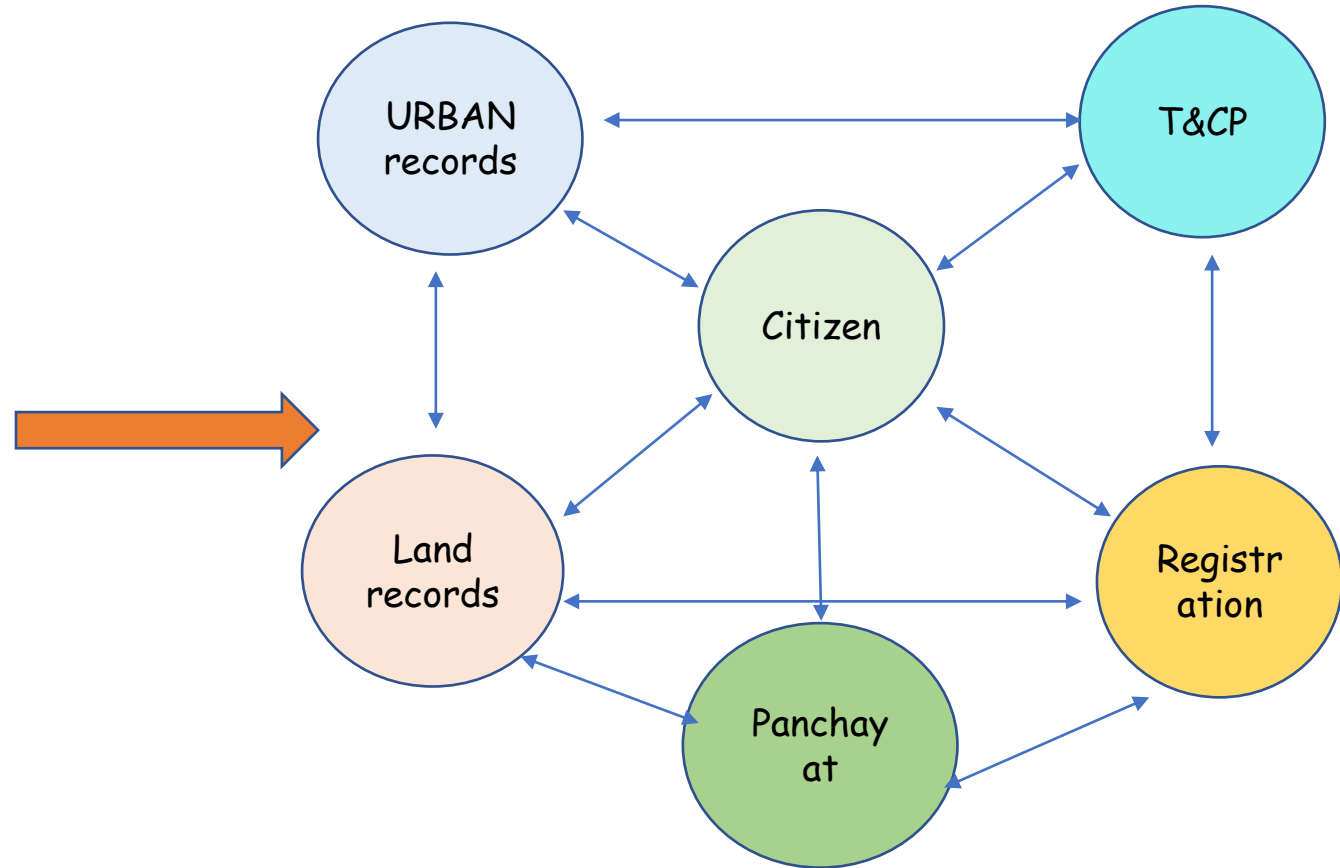 URBAN
records
T&CP
Citizen
Land
records
Registr
ation
Panchay
at